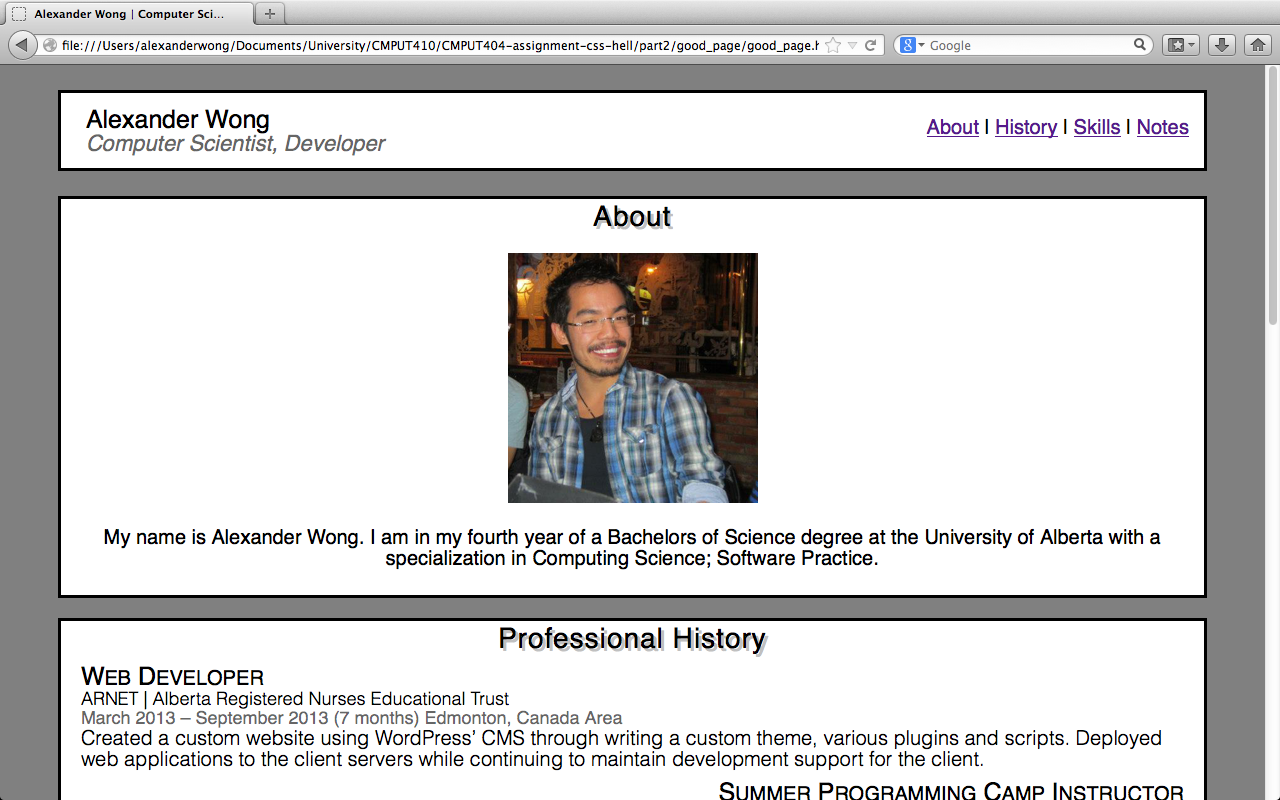 Alexander Wong | Computer Sci...
file:///Users/alexanderwong/Documents/University/CMPUT410/CMPUT404-assignment-css-hell/part2/good_page/good_page.h
Google
Alexander Wong
Computer Scientist, Developer
About | History | Skills | Notes
About
My name is Alexander Wong. I am in my fourth year of a Bachelors of Science degree at the University of Alberta with a
specialization in Computing Science; Software Practice.
Professional History
WEB DEVELOPER
ARNET | Alberta Registered Nurses Educational Trust
March 2013 – September 2013 (7 months) Edmonton, Canada Area
Created a custom website using WordPress’ CMS through writing a custom theme, various plugins and scripts. Deployed
web applications to the client servers while continuing to maintain development support for the client.
SUMMER PROGRAMMING CAMP INSTRUCTOR